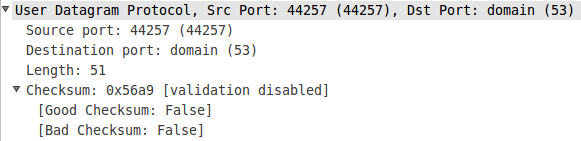 User Datagram Protocol, Src Port: 44257 (44257), Dst Port: domain (53)
Source port: 44257 (44257)
Destination port: domain (53)
Length: 51
Checksum: 0x56a9 [validation disabled]
[Good Checksum: False]
[Bad Checksum: False]